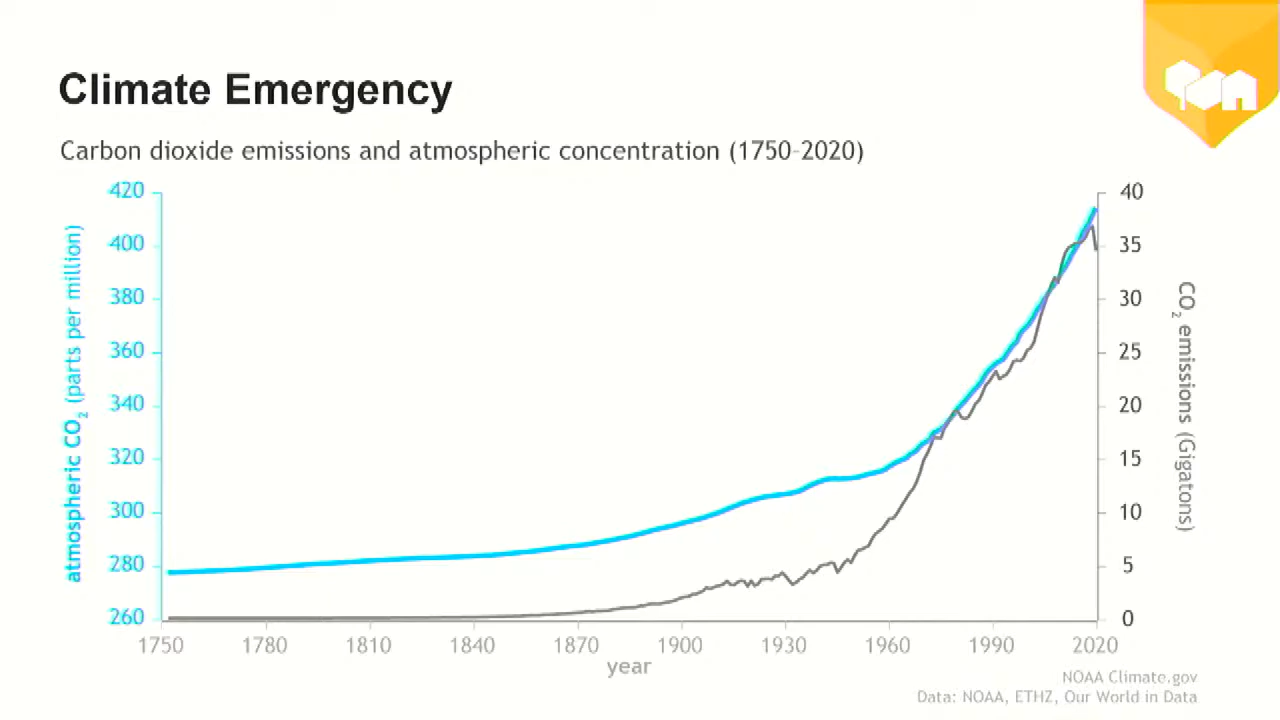 Climate Emergency
Carbon dioxide emissions and atmospheric concentration (1750-2020)
atmospheric CO₂ (parts per million)
420
400
380
360
340
320
300
280
260
40
35
30
25
20
15
10
5
0
CO₂ emissions (Gigatons)
1750 1780 1810 1840 1870 1900 1930 1960 1990 2020
year
NOAA Climate.gov
Data: NOAA, ETHZ, Our World in Data